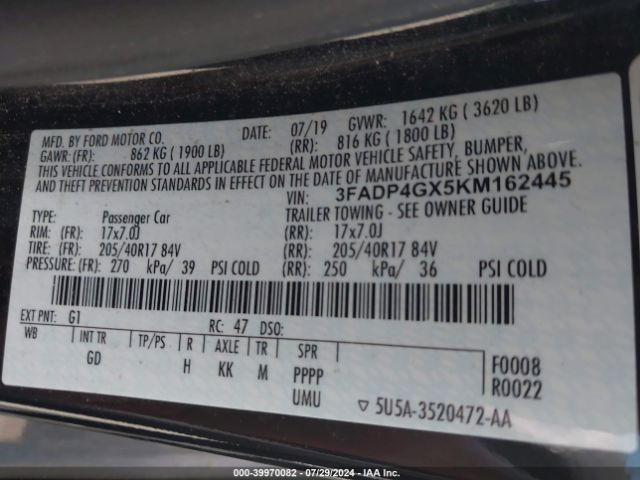 MFD. BY FORD MOTOR CO. DATE: 07/19 GVWR: 1642 KG ( 3620 LB)
GAWR: (FR): 862 KG ( 1900 LB) (RR): 816 KG ( 1800 LB)
THIS VEHICLE CONFORMS TO ALL APPLICABLE FEDERAL MOTOR VEHICLE SAFETY, BUMPER,
AND THEFT PREVENTION STANDARDS IN EFFECT ON THE DATE OF MANUFACTURE SHOWN ABOVE.
VIN: 3FADP4GX5KM162445
TYPE: Passenger Car TRAILER TOWING - SEE OWNER GUIDE
RIM: (FR): 17x7.0J (RR): 17x7.0J
TIRE: (FR): 205/40R17 84V (RR): 205/40R17 84V
PRESSURE: (FR): 270 kPa/ 39 PSI COLD (RR): 250 kPa/ 36 PSI COLD
EXT PNT: G1 RC: 47 DSO:
WB INT TR TP/PS R AXLE TR SPR F0008
GD H KK M PPPP R0022
UMU ▽ 5U5A-3520472-AA
000-39970082 - 07/29/2024 - IAA Inc.